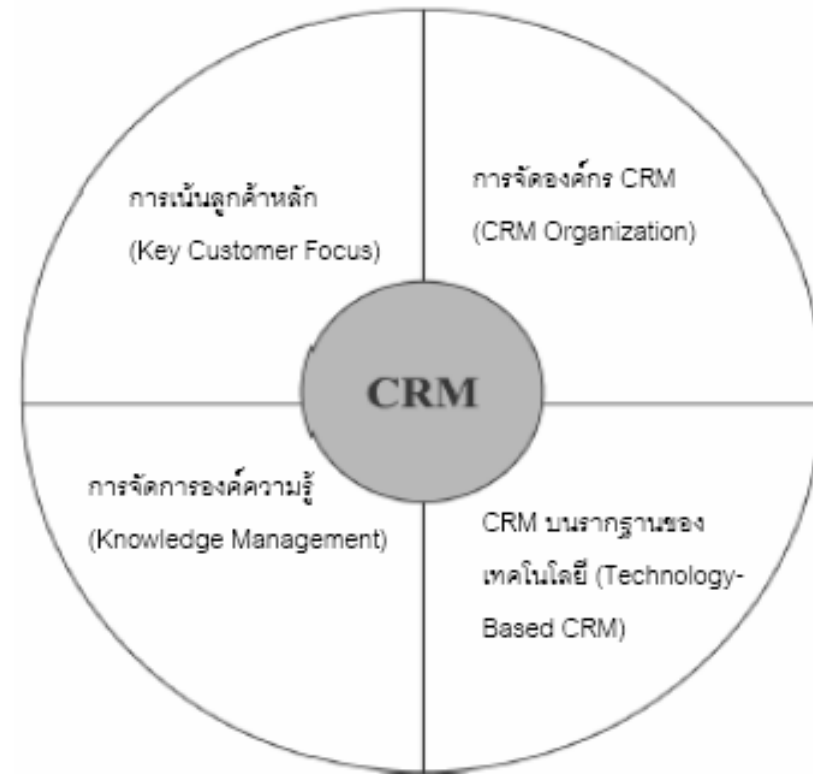 การเน้นลูกค้าหลัก
(Key Customer Focus)
การจัดองค์กร CRM
(CRM Organization)
CRM
การจัดการองค์ความรู้
(Knowledge Management)
CRM บนรากฐานของ
เทคโนโลยี (Technology-
Based CRM)